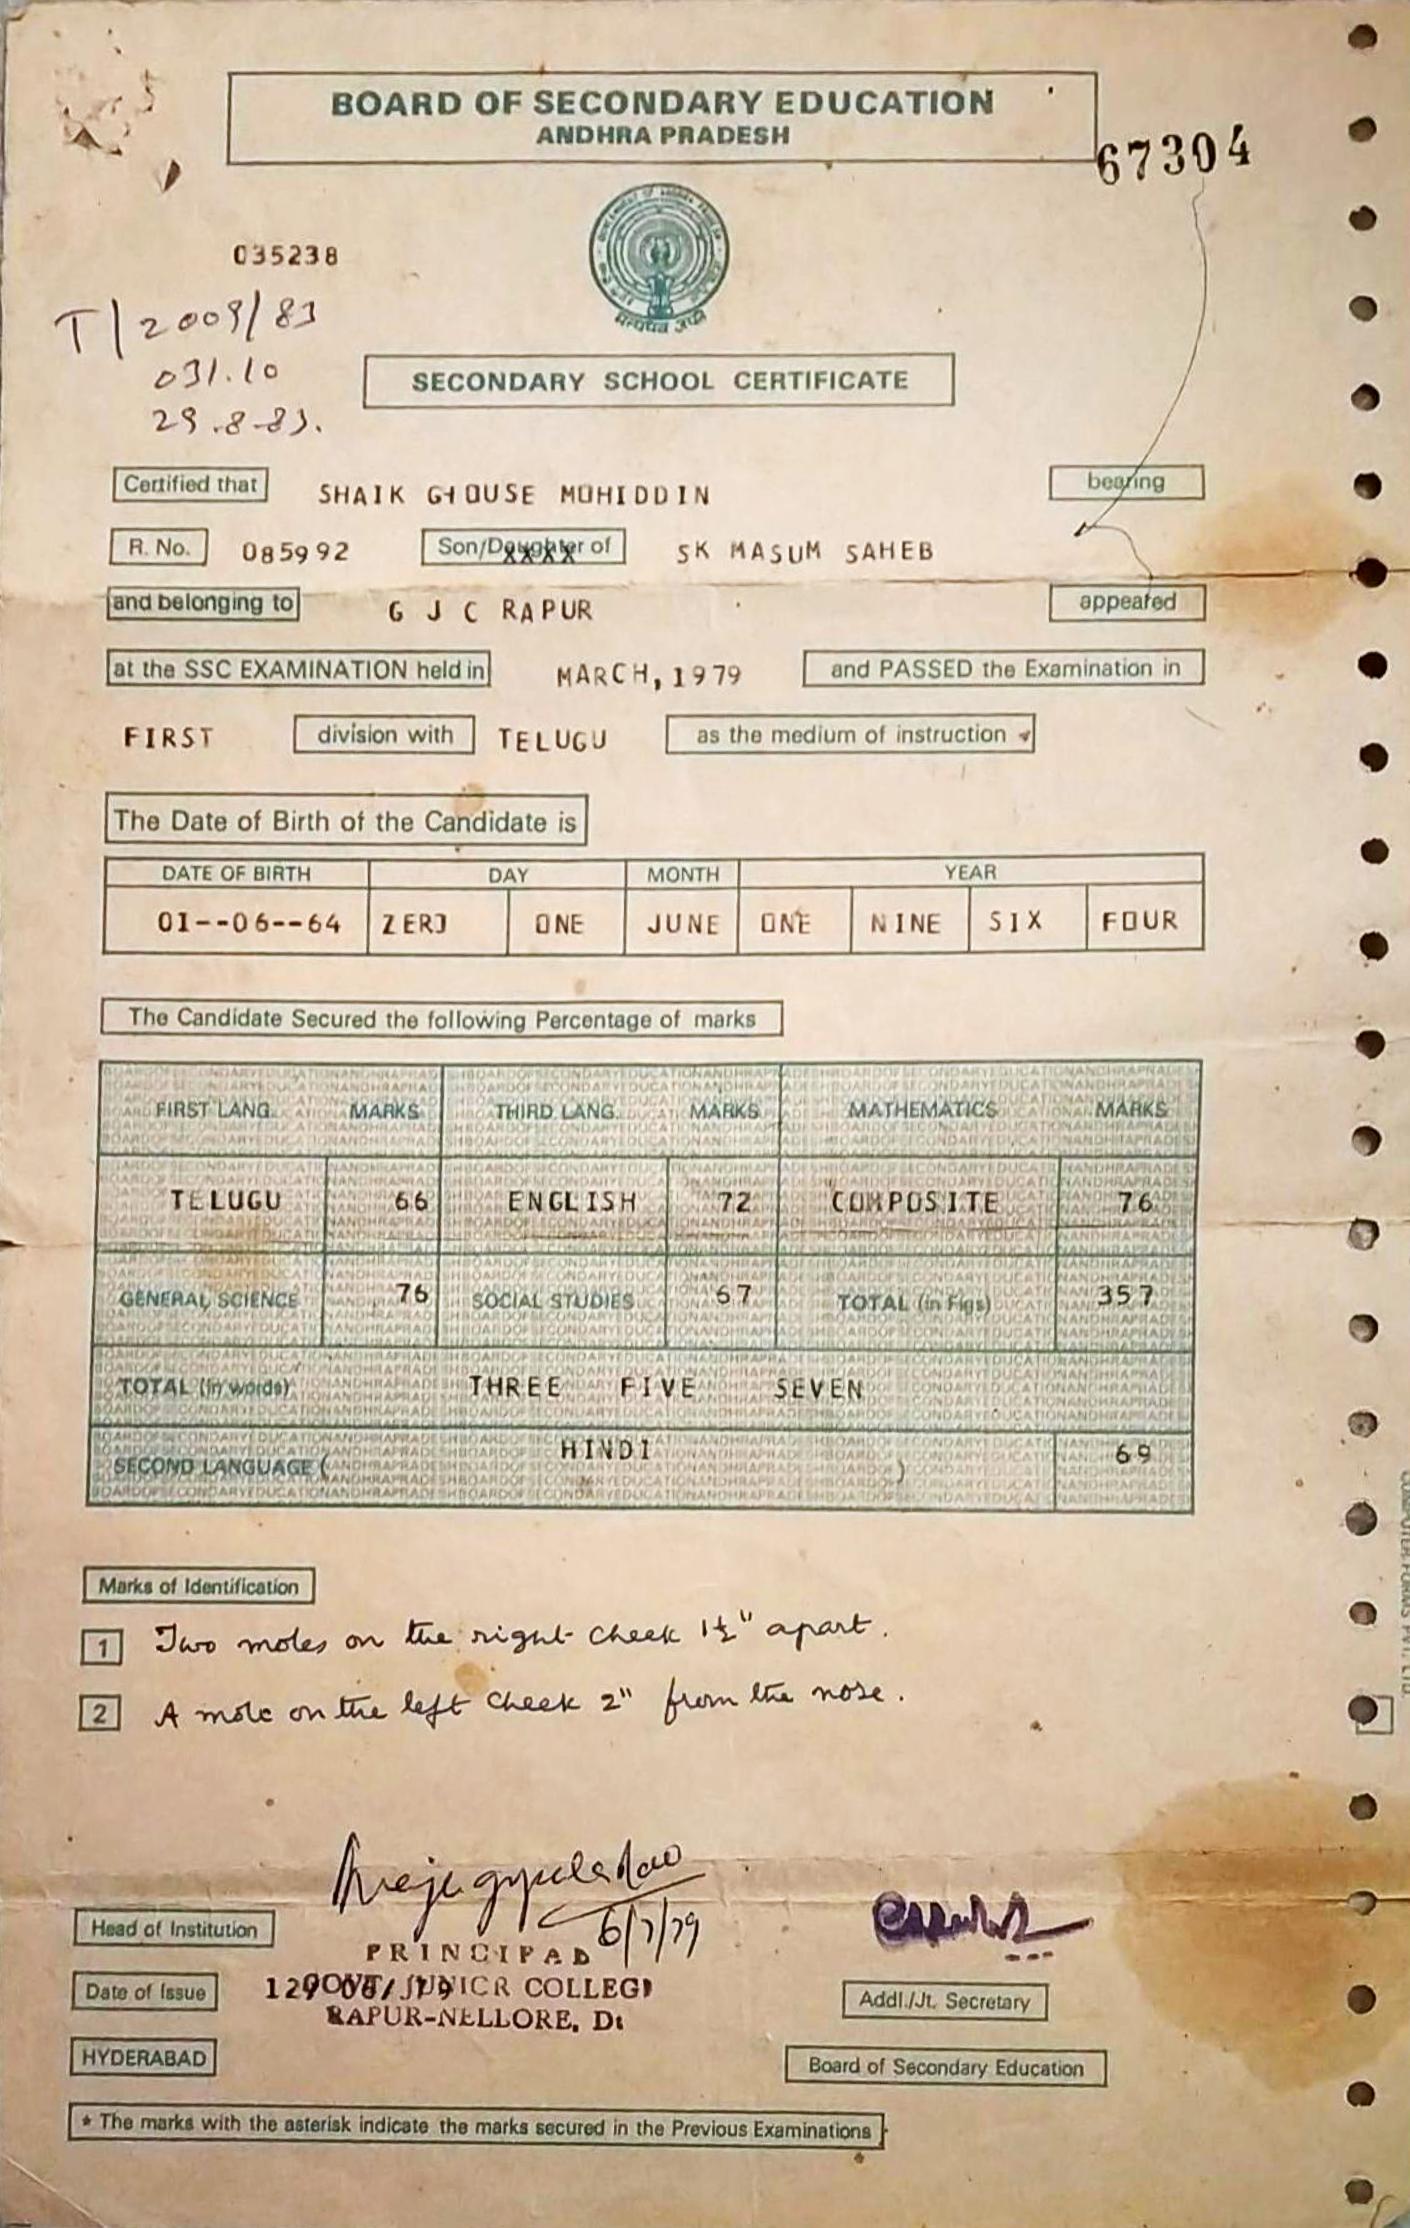 BOARD OF SECONDARY EDUCATION
ANDHRA PRADESH
67304
035238
T/2009/83
031.10
29.8.83.
सत्यमेव जयते
SECONDARY SCHOOL CERTIFICATE
Certified that SHAIK GHOUSE MOHIDDIN bearing
R. No. 085992 Son/Daughter of SK MASUM SAHEB
and belonging to G J C RAPUR appeared
at the SSC EXAMINATION held in MARCH, 1979 and PASSED the Examination in
FIRST division with TELUGU as the medium of instruction
The Date of Birth of the Candidate is
DATE OF BIRTH DAY MONTH YEAR
01--06--64 ZERO ONE JUNE ONE NINE SIX FOUR
The Candidate Secured the following Percentage of marks
FIRST LANG. MARKS THIRD LANG. MARKS MATHEMATICS MARKS
TELUGU 66 ENGLISH 72 COMPOSITE 76
GENERAL SCIENCE 76 SOCIAL STUDIES 67 TOTAL (in Figs) 357
TOTAL (in words) THREE FIVE SEVEN
SECOND LANGUAGE ( HINDI ) 69
Marks of Identification
1 Two moles on the right cheek 1½" apart.
2 A mole on the left cheek 2" from the nose.
6/7/79
Head of Institution
PRINCIPAL
Date of Issue GOVT. JUNIOR COLLEGE
RAPUR-NELLORE, Dt
Addl./Jt. Secretary
HYDERABAD
Board of Secondary Education
* The marks with the asterisk indicate the marks secured in the Previous Examinations
COMPUTER FORMS PVT. LTD.